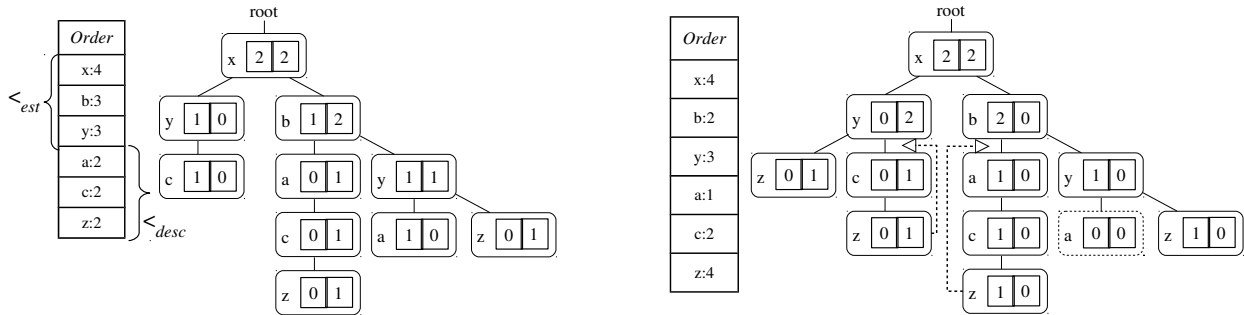 root
Order
x:4
b:3
y:3
a:2
c:2
z:2
<est
<desc
x 2 2
y 1 0
b 1 2
c 1 0
a 0 1
y 1 1
c 0 1
a 1 0
z 0 1
z 0 1
root
Order
x:4
b:2
y:3
a:1
c:2
z:4
x 2 2
y 0 2
b 2 0
z 0 1
c 0 1
a 1 0
y 1 0
z 0 1
c 1 0
a 0 0
z 1 0
z 1 0